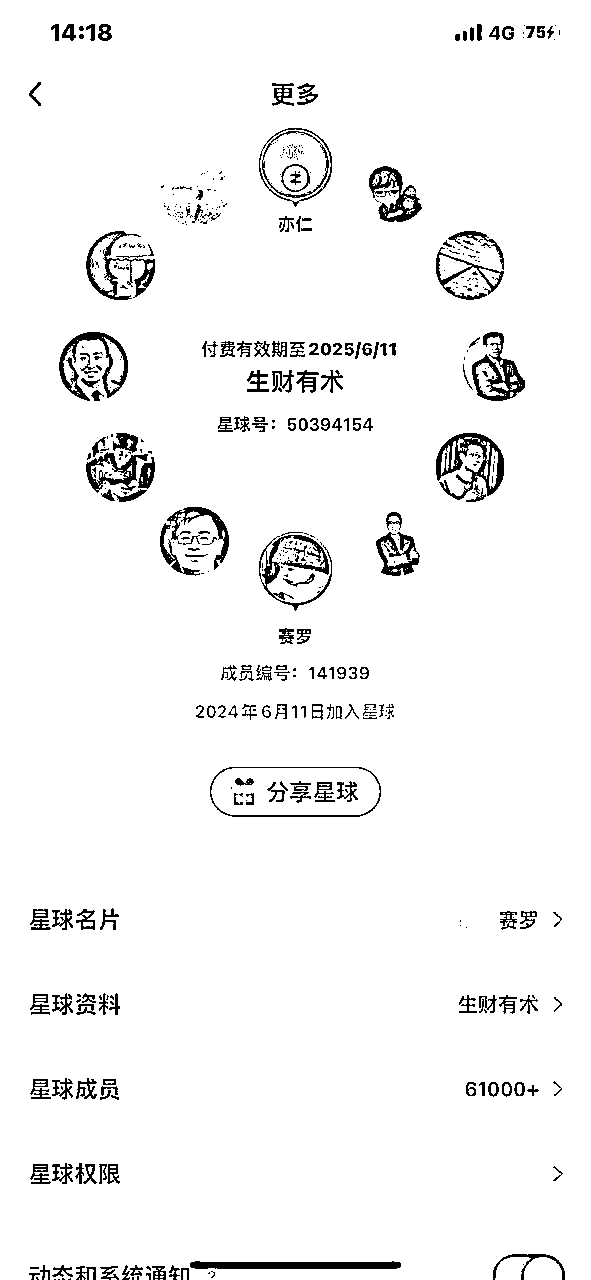 14:18
4G 75
更多
亦仁
付费有效期至2025/6/11
生财有术
星球号：50394154
赛罗
成员编号：141939
2024年6月11日加入星球
分享星球
星球名片 赛罗
星球资料 生财有术
星球成员 61000+
星球权限
动态和系统通知